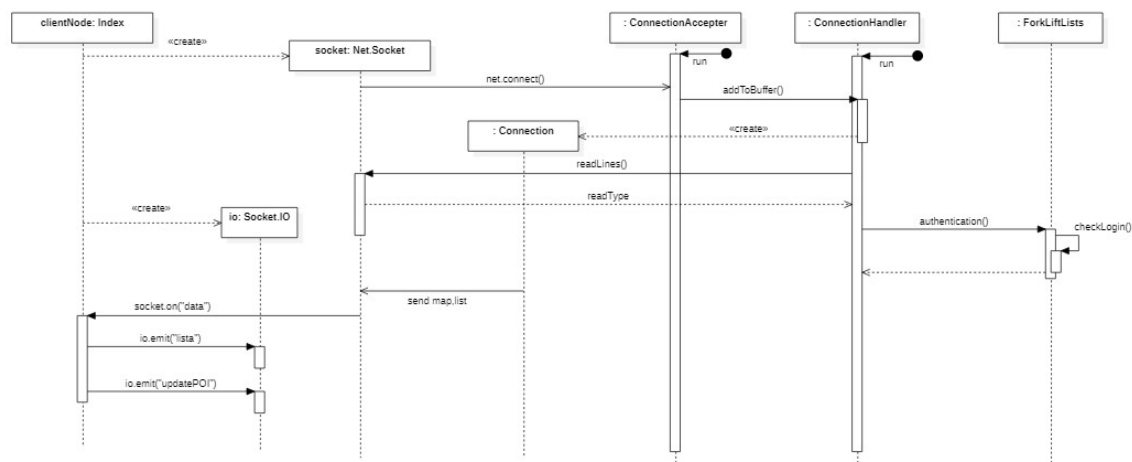 clientNode: Index
: ConnectionAccepter
: ConnectionHandler
: ForkLiftLists
«create»
socket: Net.Socket
run
run
net.connect()
addToBuffer()
: Connection
«create»
readLines()
readType
«create»
io: Socket.IO
authentication()
checkLogin()
send map,list
socket.on("data")
io.emit("lista")
io.emit("updatePOI")